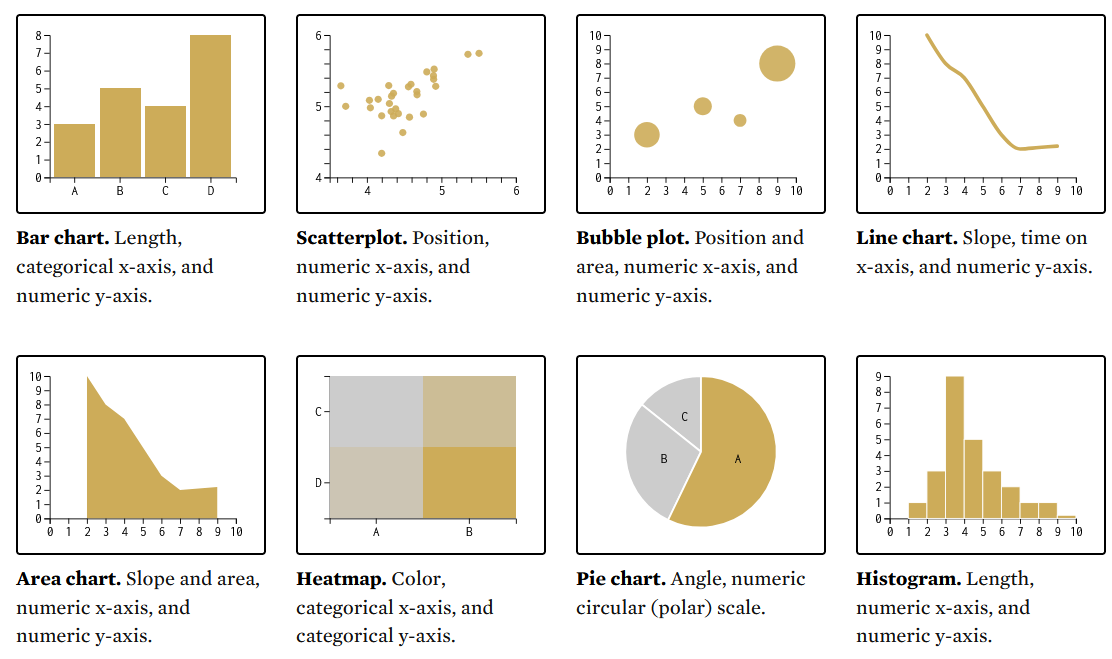 8
7
6
5
4
3
2
1
0
A B C D
Bar chart. Length,
categorical x-axis, and
numeric y-axis.
6
5
4
4 5 6
Scatterplot. Position,
numeric x-axis, and
numeric y-axis.
10
9
8
7
6
5
4
3
2
1
0
0 1 2 3 4 5 6 7 8 9 10
Bubble plot. Position and
area, numeric x-axis, and
numeric y-axis.
10
9
8
7
6
5
4
3
2
1
0
0 1 2 3 4 5 6 7 8 9 10
Line chart. Slope, time on
x-axis, and numeric y-axis.
10
9
8
7
6
5
4
3
2
1
0
0 1 2 3 4 5 6 7 8 9 10
Area chart. Slope and area,
numeric x-axis, and
numeric y-axis.
C
D
A B
Heatmap. Color,
categorical x-axis, and
categorical y-axis.
C
B A
Pie chart. Angle, numeric
circular (polar) scale.
9
8
7
6
5
4
3
2
1
0
0 1 2 3 4 5 6 7 8 9 10
Histogram. Length,
numeric x-axis, and
numeric y-axis.